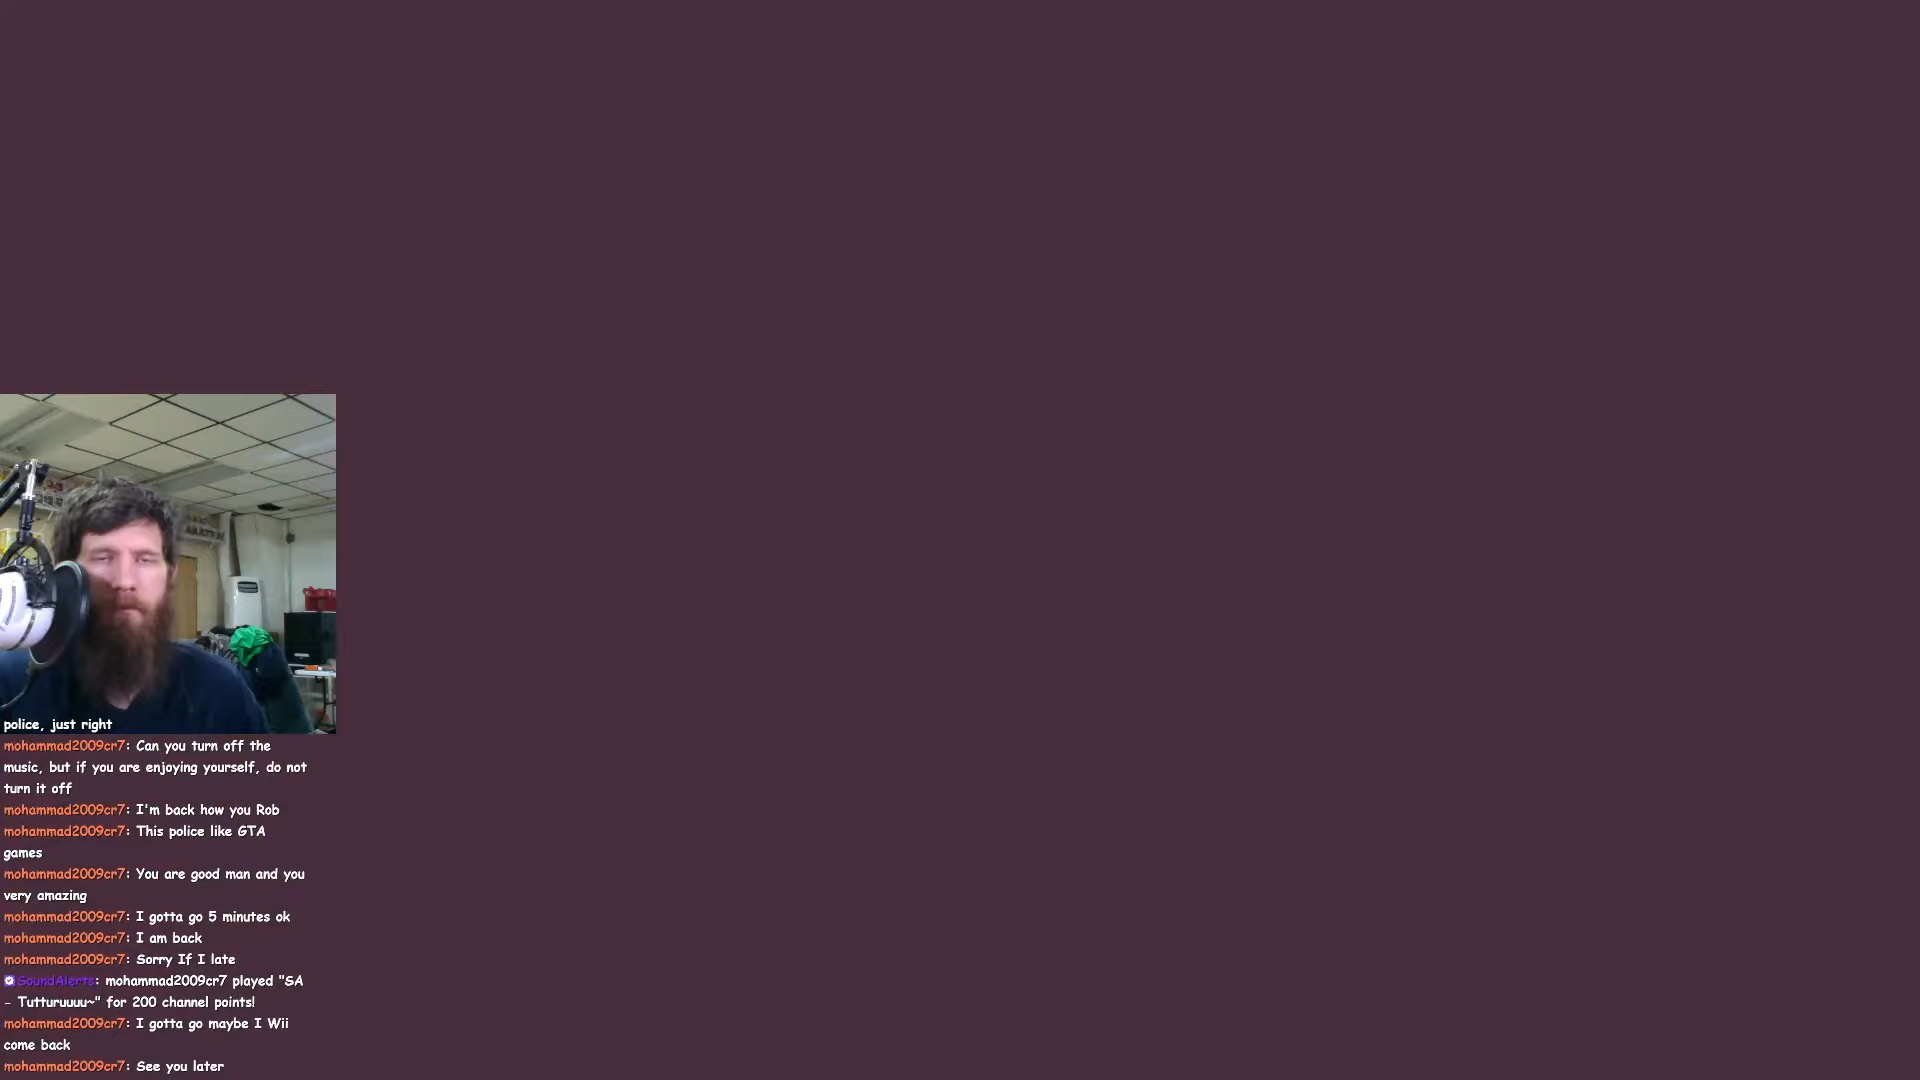 police, just right
mohammad2009cr7: Can you turn off the
music, but if you are enjoying yourself, do not
turn it off
mohammad2009cr7: I'm back how you Rob
mohammad2009cr7: This police like GTA
games
mohammad2009cr7: You are good man and you
very amazing
mohammad2009cr7: I gotta go 5 minutes ok
mohammad2009cr7: I am back
mohammad2009cr7: Sorry If I late
SoundAlerts: mohammad2009cr7 played "SA
- Tutturuuuu~" for 200 channel points!
mohammad2009cr7: I gotta go maybe I Wii
come back
mohammad2009cr7: See you later